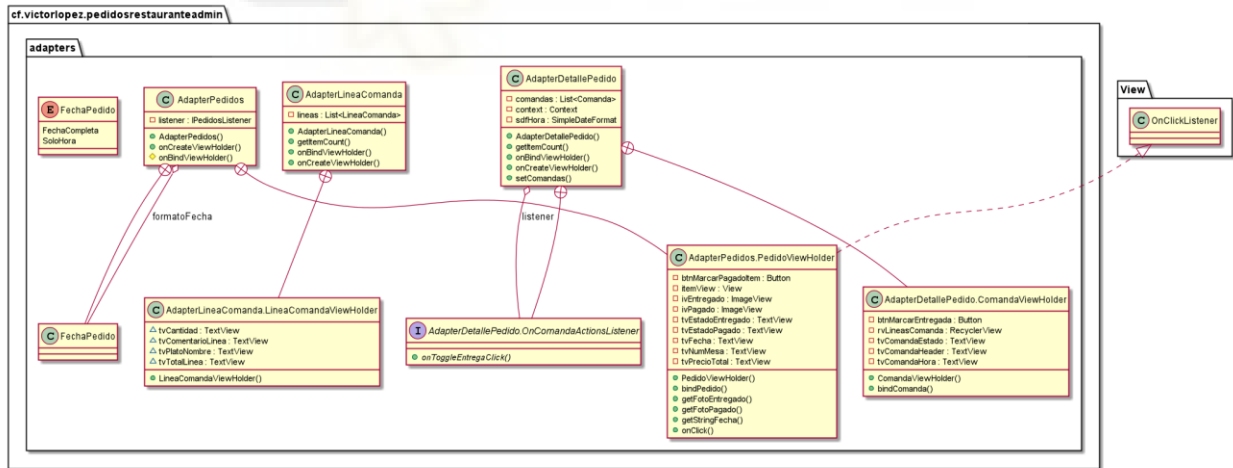 cf.victorlopez.pedidosrestauranteadmin
adapters
E FechaPedido
FechaCompleta
SoloHora
C AdapterPedidos
listener : IPedidosListener
AdapterPedidos()
onCreateViewHolder()
onBindViewHolder()
C AdapterLineaComanda
lineas : List<LineaComanda>
AdapterLineaComanda()
getItemCount()
onBindViewHolder()
onCreateViewHolder()
C AdapterDetallePedido
comandas : List<Comanda>
context : Context
sdfHora : SimpleDateFormat
AdapterDetallePedido()
getItemCount()
onBindViewHolder()
onCreateViewHolder()
setComandas()
View
C OnClickListener
formatoFecha
listener
C FechaPedido
C AdapterLineaComanda.LineaComandaViewHolder
tvCantidad : TextView
tvComentarioLinea : TextView
tvPlatoNombre : TextView
tvTotalLinea : TextView
LineaComandaViewHolder()
I AdapterDetallePedido.OnComandaActionsListener
onToggleEntregaClick()
C AdapterPedidos.PedidoViewHolder
btnMarcarPagadoItem : Button
itemView : View
ivEntregado : ImageView
ivPagado : ImageView
tvEstadoEntregado : TextView
tvEstadoPagado : TextView
tvFecha : TextView
tvNumMesa : TextView
tvPrecioTotal : TextView
PedidoViewHolder()
bindPedido()
getFotoEntregado()
getFotoPagado()
getStringFecha()
onClick()
C AdapterDetallePedido.ComandaViewHolder
btnMarcarEntregada : Button
rvLineasComanda : RecyclerView
tvComandaEstado : TextView
tvComandaHeader : TextView
tvComandaHora : TextView
ComandaViewHolder()
bindComanda()